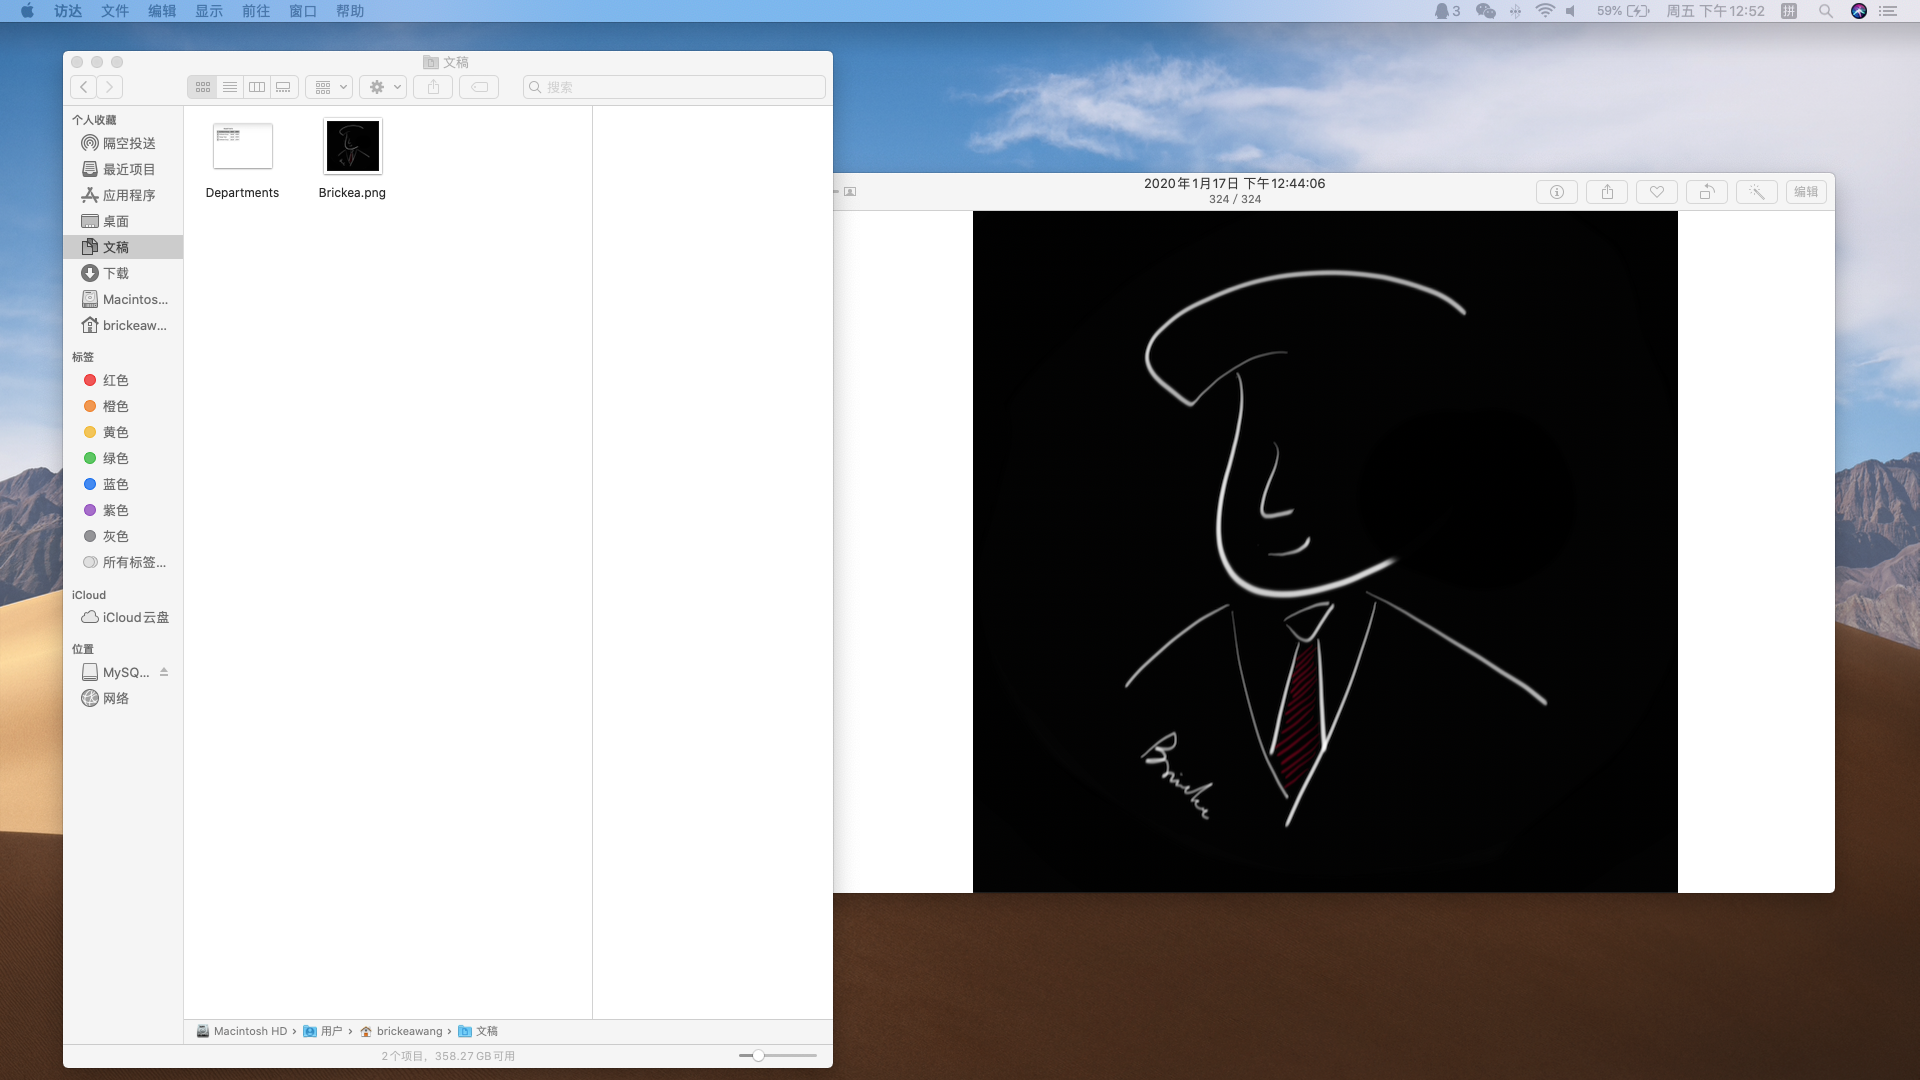 访达 文件 编辑 显示 前往 窗口 帮助
3 59% 周五 下午12:52 拼
文稿
搜索
个人收藏
隔空投送
最近项目
应用程序
桌面
文稿
下载
Macintos...
brickeaw...
标签
红色
橙色
黄色
绿色
蓝色
紫色
灰色
所有标签...
iCloud
iCloud云盘
位置
MySQ...
网络
Departments
Brickea.png
Macintosh HD › 用户 › brickeawang › 文稿
2个项目，358.27 GB可用
2020年1月17日 下午12:44:06
324 / 324
编辑